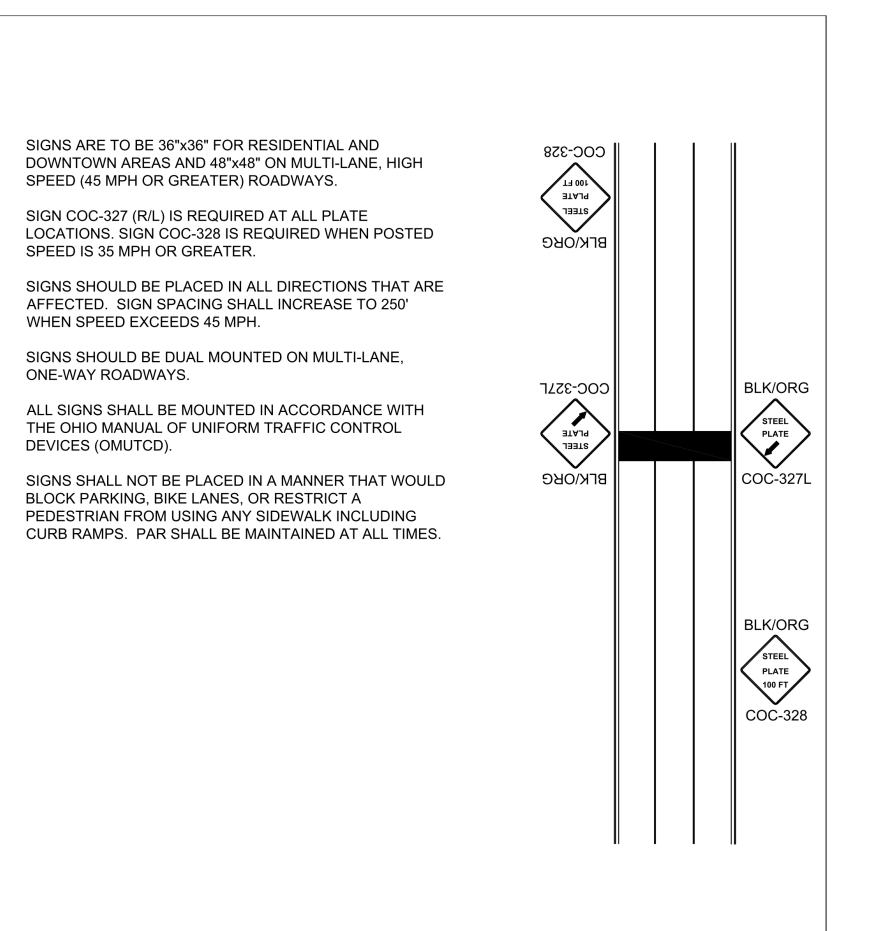 SIGNS ARE TO BE 36"x36" FOR RESIDENTIAL AND
DOWNTOWN AREAS AND 48"x48" ON MULTI-LANE, HIGH
SPEED (45 MPH OR GREATER) ROADWAYS.
SIGN COC-327 (R/L) IS REQUIRED AT ALL PLATE
LOCATIONS. SIGN COC-328 IS REQUIRED WHEN POSTED
SPEED IS 35 MPH OR GREATER.
SIGNS SHOULD BE PLACED IN ALL DIRECTIONS THAT ARE
AFFECTED.  SIGN SPACING SHALL INCREASE TO 250'
WHEN SPEED EXCEEDS 45 MPH.
SIGNS SHOULD BE DUAL MOUNTED ON MULTI-LANE,
ONE-WAY ROADWAYS.
ALL SIGNS SHALL BE MOUNTED IN ACCORDANCE WITH
THE OHIO MANUAL OF UNIFORM TRAFFIC CONTROL
DEVICES (OMUTCD).
SIGNS SHALL NOT BE PLACED IN A MANNER THAT WOULD
BLOCK PARKING, BIKE LANES, OR RESTRICT A
PEDESTRIAN FROM USING ANY SIDEWALK INCLUDING
CURB RAMPS.  PAR SHALL BE MAINTAINED AT ALL TIMES.
BLK/ORG
STEEL
PLATE
100 FT
COC-328
BLK/ORG
STEEL
PLATE
COC-327L
BLK/ORG
STEEL
PLATE
COC-327L
BLK/ORG
STEEL
PLATE
100 FT
COC-328